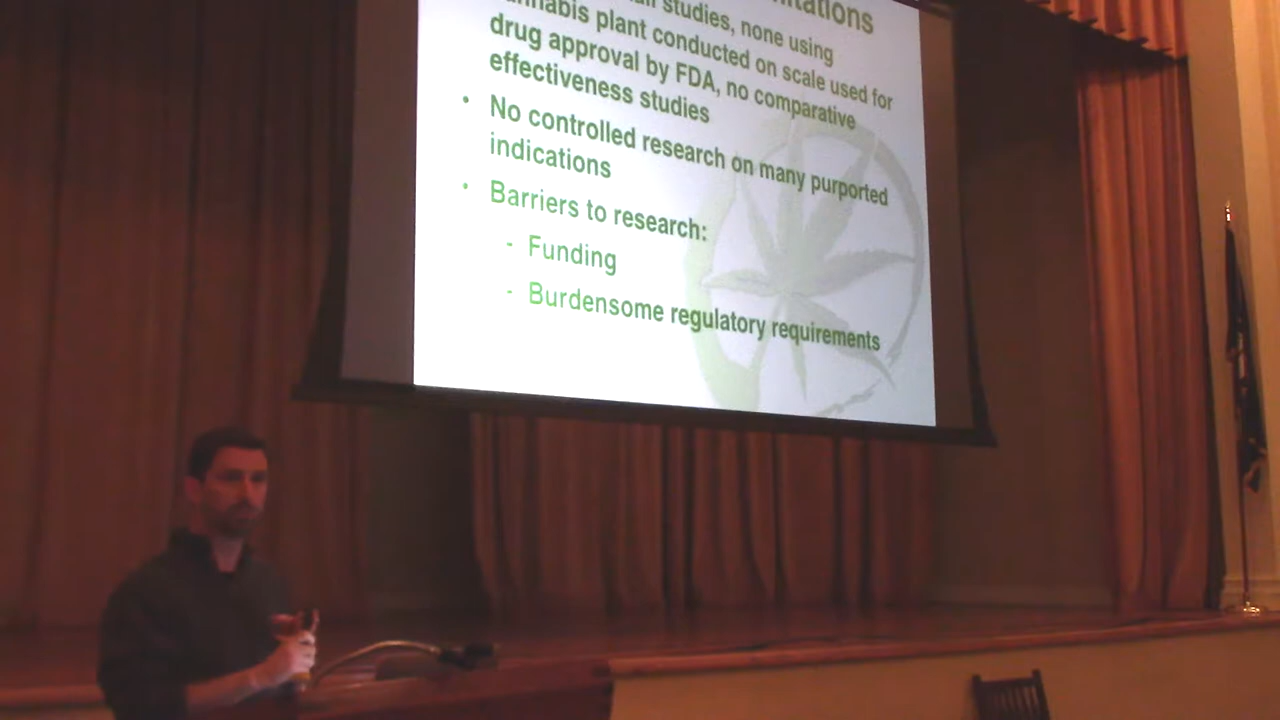 studies, none using
cannabis plant conducted on scale used for
drug approval by FDA, no comparative
effectiveness studies
• No controlled research on many purported
indications
• Barriers to research:
- Funding
- Burdensome regulatory requirements